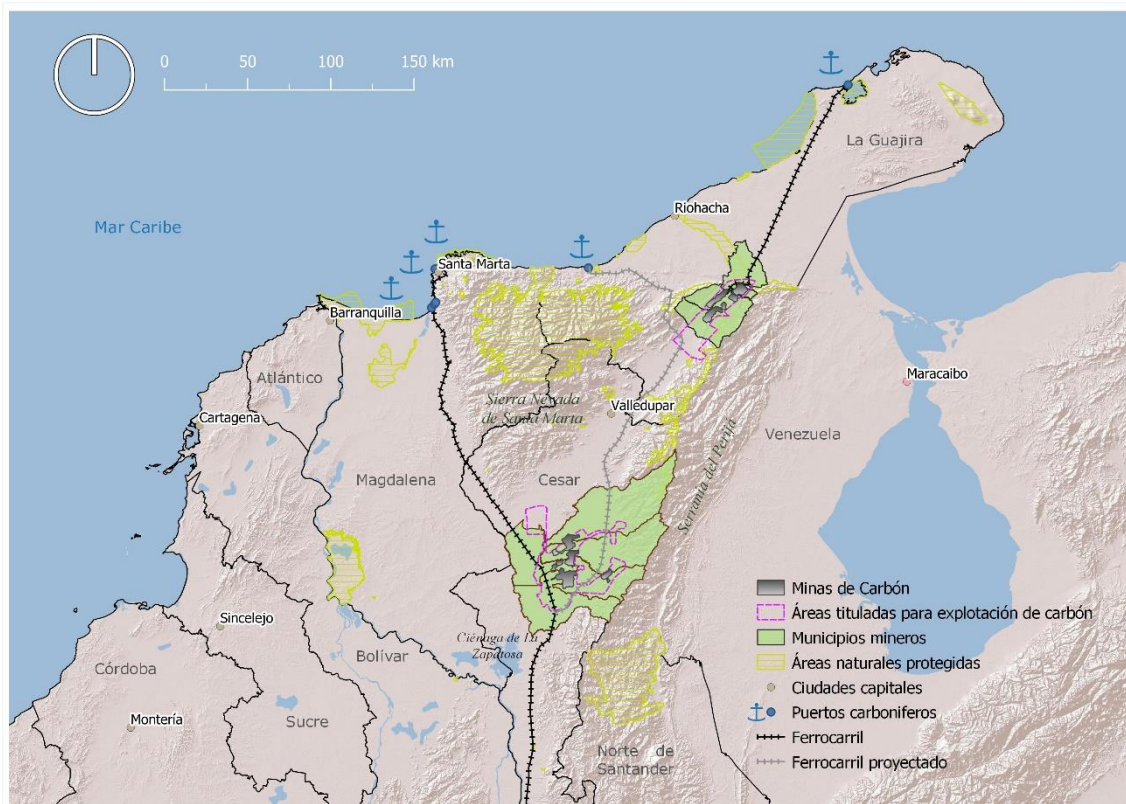 0 50 100 150 km
La Guajira
Mar Caribe
Riohacha
Santa Marta
Barranquilla
Maracaibo
Atlántico
Sierra Nevada
de Santa Marta
Valledupar
Cartagena
Venezuela
Magdalena
Cesar
Serranía del Perijá
Minas de Carbón
Áreas tituladas para explotación de carbón
Municipios mineros
Áreas naturales protegidas
Ciudades capitales
Puertos carboniferos
Ferrocarril
Ferrocarril proyectado
Sincelejo
Ciénaga de La
Zapatosa
Bolívar
Córdoba
Montería
Sucre
Norte de
Santander